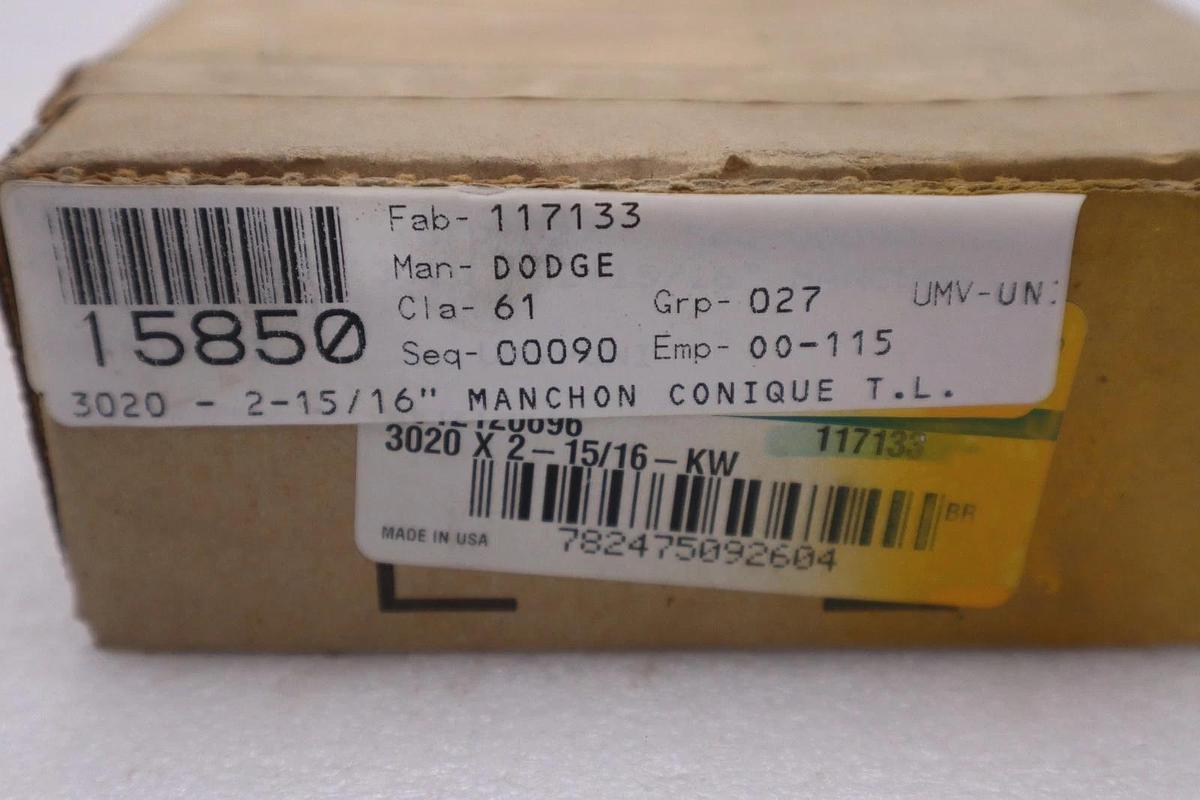 Fab- 117133
Man- DODGE
Cla- 61 Grp- 027 UMV-UN:
15850
Seq- 00090 Emp- 00-115
3020 - 2-15/16" MANCHON CONIQUE T.L.
3020 X 2-15/16-KW 117133
BR
MADE IN USA 782475092604